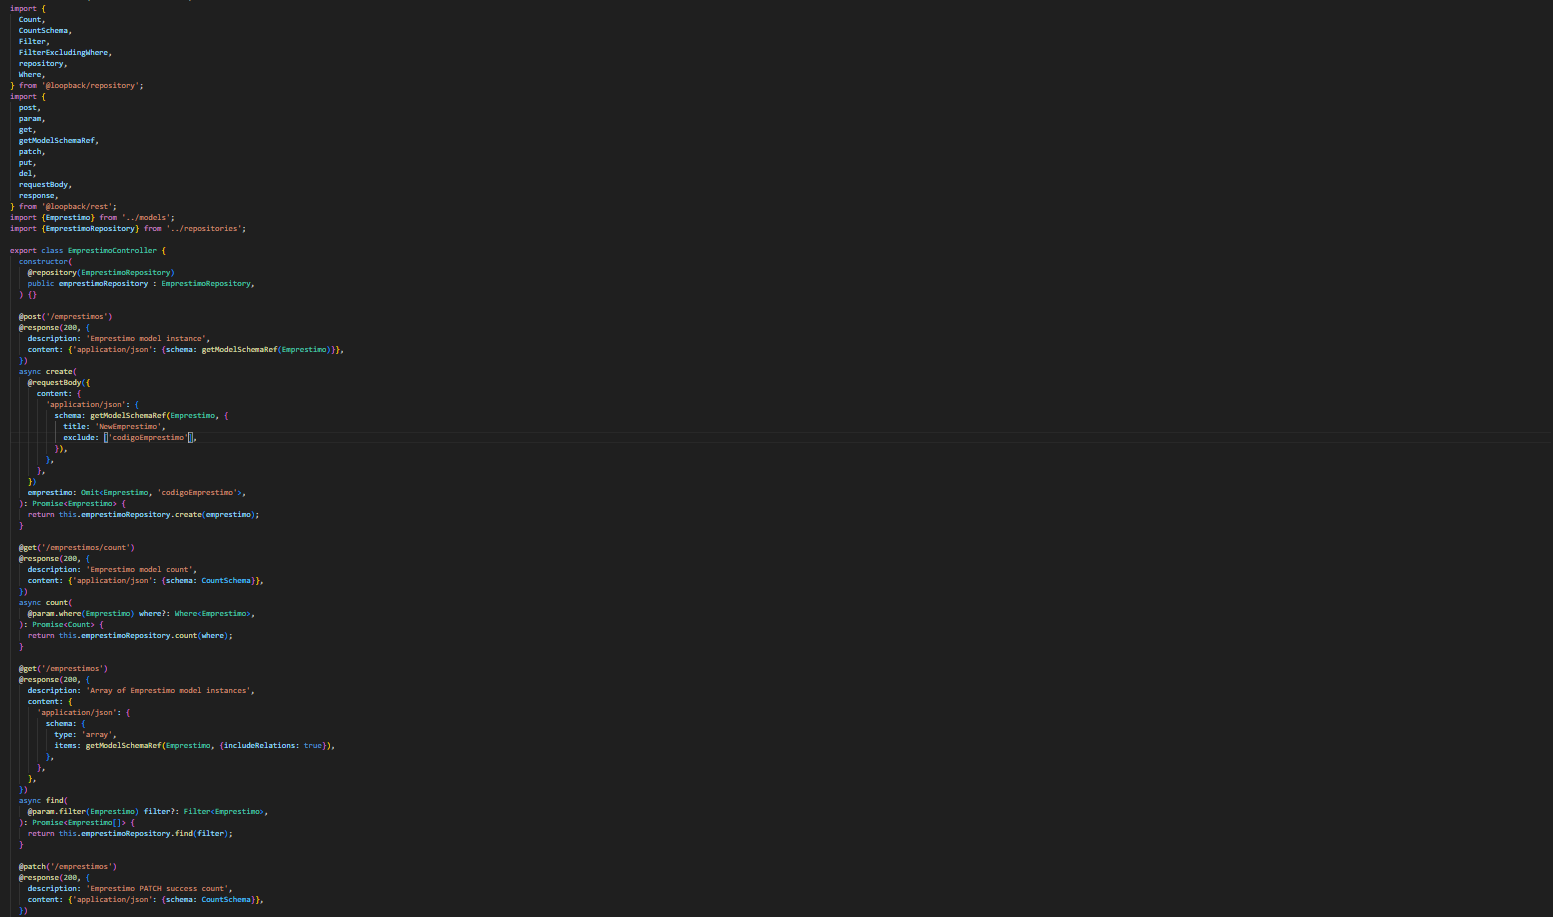 import {
  Count,
  CountSchema,
  Filter,
  FilterExcludingWhere,
  repository,
  Where,
} from '@loopback/repository';
import {
  post,
  param,
  get,
  getModelSchemaRef,
  patch,
  put,
  del,
  requestBody,
  response,
} from '@loopback/rest';
import {Emprestimo} from '../models';
import {EmprestimoRepository} from '../repositories';

export class EmprestimoController {
  constructor(
    @repository(EmprestimoRepository)
    public emprestimoRepository : EmprestimoRepository,
  ) {}

  @post('/emprestimos')
  @response(200, {
    description: 'Emprestimo model instance',
    content: {'application/json': {schema: getModelSchemaRef(Emprestimo)}},
  })
  async create(
    @requestBody({
      content: {
        'application/json': {
          schema: getModelSchemaRef(Emprestimo, {
            title: 'NewEmprestimo',
            exclude: ['codigoEmprestimo'],
          }),
        },
      },
    })
    emprestimo: Omit<Emprestimo, 'codigoEmprestimo'>,
  ): Promise<Emprestimo> {
    return this.emprestimoRepository.create(emprestimo);
  }

  @get('/emprestimos/count')
  @response(200, {
    description: 'Emprestimo model count',
    content: {'application/json': {schema: CountSchema}},
  })
  async count(
    @param.where(Emprestimo) where?: Where<Emprestimo>,
  ): Promise<Count> {
    return this.emprestimoRepository.count(where);
  }

  @get('/emprestimos')
  @response(200, {
    description: 'Array of Emprestimo model instances',
    content: {
      'application/json': {
        schema: {
          type: 'array',
          items: getModelSchemaRef(Emprestimo, {includeRelations: true}),
        },
      },
    },
  })
  async find(
    @param.filter(Emprestimo) filter?: Filter<Emprestimo>,
  ): Promise<Emprestimo[]> {
    return this.emprestimoRepository.find(filter);
  }

  @patch('/emprestimos')
  @response(200, {
    description: 'Emprestimo PATCH success count',
    content: {'application/json': {schema: CountSchema}},
  })